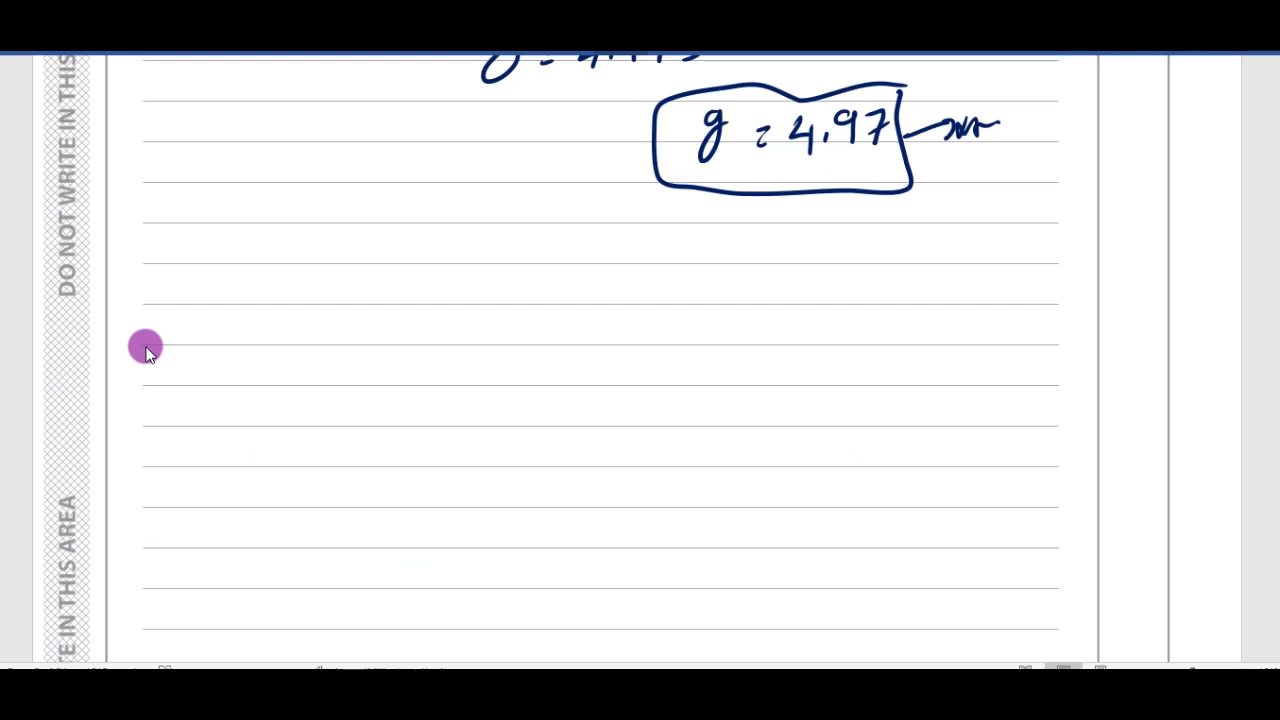 DO NOT WRITE IN THIS
g = 4.97
TE IN THIS AREA